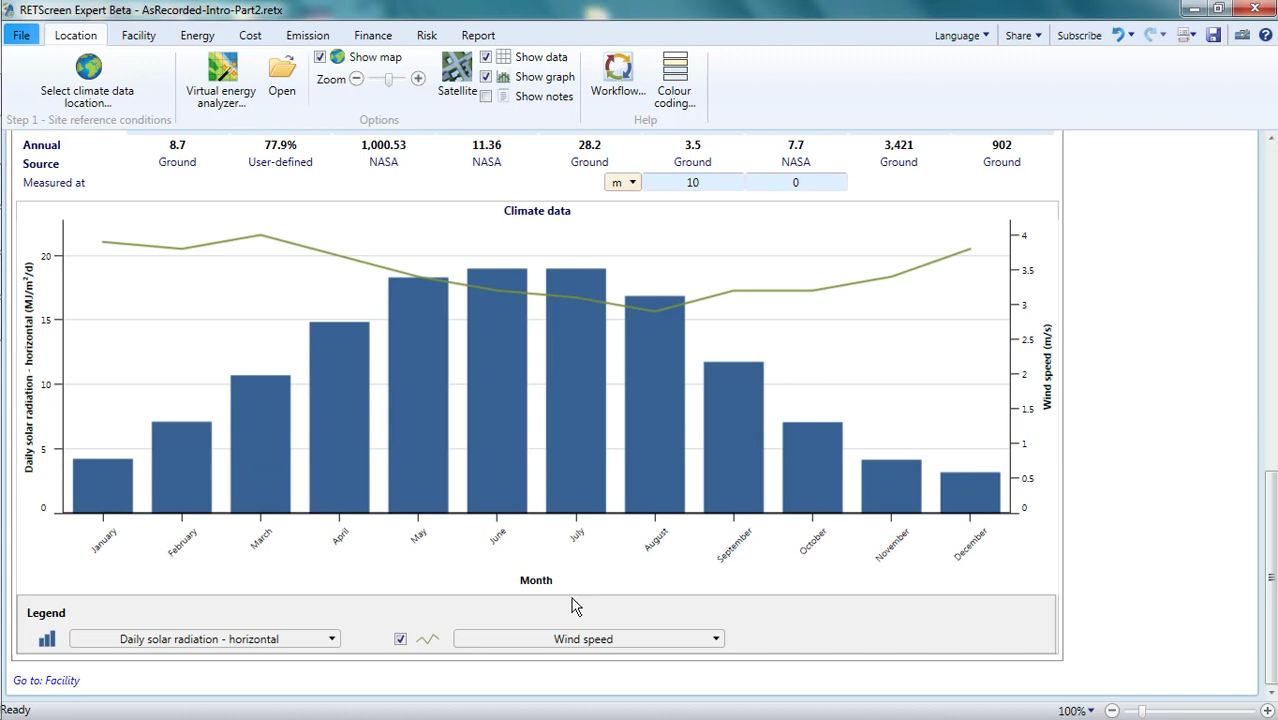 RETScreen Expert Beta - AsRecorded-Intro-Part2.retx
File Location Facility Energy Cost Emission Finance Risk Report Language Share Subscribe
Select climate data
location...
Step 1 - Site reference conditions
Virtual energy
analyzer...
Open
Show map
Zoom
Satellite
Show data
Show graph
Show notes
Options
Workflow...
Colour
coding...
Help
Annual 8.7 77.9% 1,000.53 11.36 28.2 3.5 7.7 3,421 902
Source Ground User-defined NASA NASA Ground Ground NASA Ground Ground
Measured at m 10 0
Climate data
Daily solar radiation - horizontal (MJ/m²/d)
20
15
10
5
0
4
3.5
3
2.5
2
1.5
1
0.5
0
Wind speed (m/s)
January February March April May June July August September October November December
Month
Legend
Daily solar radiation - horizontal Wind speed
Go to: Facility
Ready 100%